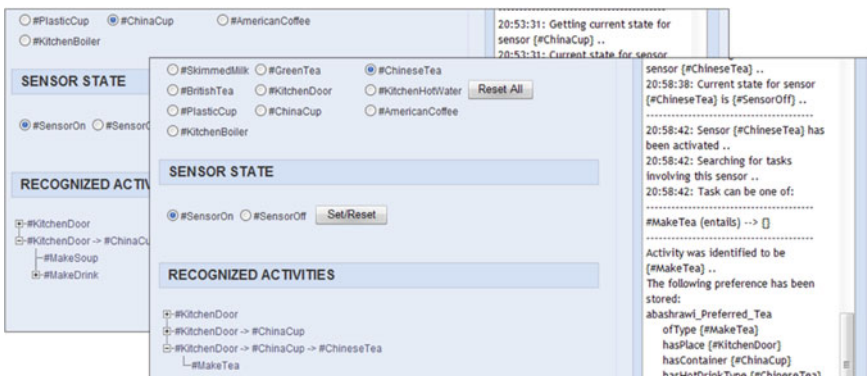 #PlasticCup #ChinaCup #AmericanCoffee
#KitchenBoiler
SENSOR STATE
#SensorOn
RECOGNIZED
#KitchenDoor
#KitchenDoor ->
#MakeSoup
#MakeDrink
20:53:31: Getting current state for
sensor {#ChinaCup} ..
20:53:31: Current state for sensor
#SkimmedMilk #GreenTea #ChineseTea
#BritishTea #KitchenDoor #KitchenHotWater Reset All
#PlasticCup #ChinaCup #AmericanCoffee
#KitchenBoiler
SENSOR STATE
#SensorOn #SensorOff Set/Reset
RECOGNIZED ACTIVITIES
#KitchenDoor
#KitchenDoor -> #ChinaCup
#KitchenDoor -> #ChinaCup -> #ChineseTea
#MakeTea
sensor {#ChineseTea} ..
20:58:38: Current state for sensor
{#ChineseTea} is {#SensorOff} ..
20:58:42: Sensor {#ChineseTea} has
been activated ..
20:58:42: Searching for tasks
involving this sensor ..
20:58:42: Task can be one of:
#MakeTea (entails) --> {}
Activity was identified to be
{#MakeTea} ..
The following preference has been
stored:
abashrawi_Preferred_Tea
ofType {#MakeTea}
hasPlace {#KitchenDoor}
hasContainer {#ChinaCup}
hasHotDrinkType {#ChineseTea}